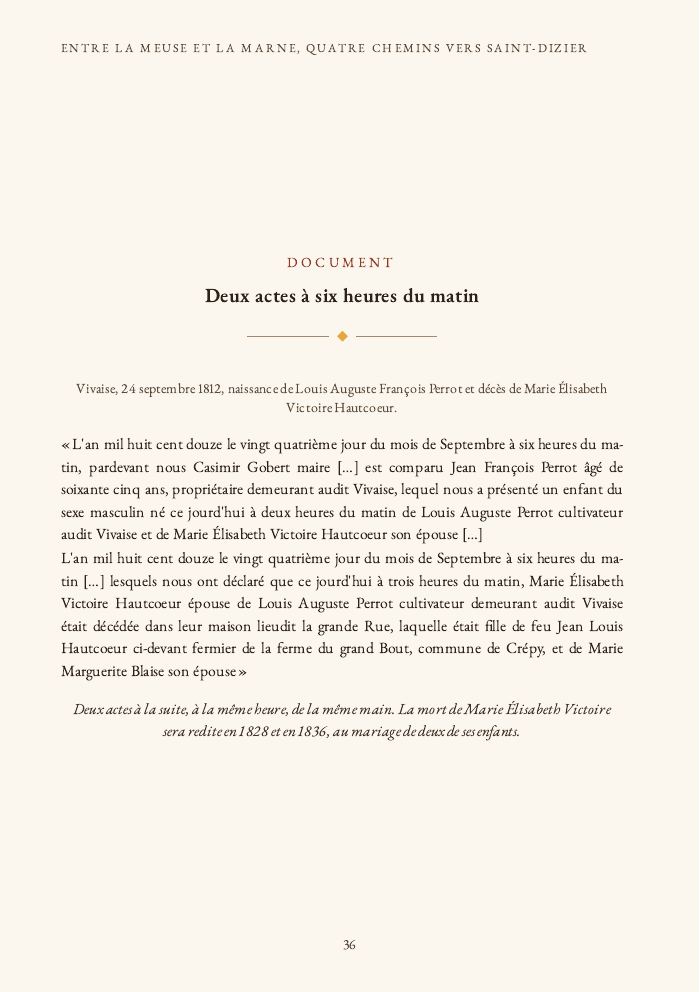 ENTRE LA MEUSE ET LA MARNE, QUATRE CHEMINS VERS SAINT-DIZIER
DOCUMENT
Deux actes à six heures du matin
Vivaise, 24 septembre 1812, naissance de Louis Auguste François Perrot et décès de Marie Élisabeth
Victoire Hautcoeur.
« L'an mil huit cent douze le vingt quatrième jour du mois de Septembre à six heures du ma-
tin, pardevant nous Casimir Gobert maire [...] est comparu Jean François Perrot âgé de
soixante cinq ans, propriétaire demeurant audit Vivaise, lequel nous a présenté un enfant du
sexe masculin né ce jourd'hui à deux heures du matin de Louis Auguste Perrot cultivateur
audit Vivaise et de Marie Élisabeth Victoire Hautcoeur son épouse [...]
L'an mil huit cent douze le vingt quatrième jour du mois de Septembre à six heures du ma-
tin [...] lesquels nous ont déclaré que ce jourd'hui à trois heures du matin, Marie Élisabeth
Victoire Hautcoeur épouse de Louis Auguste Perrot cultivateur demeurant audit Vivaise
était décédée dans leur maison lieudit la grande Rue, laquelle était fille de feu Jean Louis
Hautcoeur ci-devant fermier de la ferme du grand Bout, commune de Crépy, et de Marie
Marguerite Blaise son épouse »
Deux actes à la suite, à la même heure, de la même main. La mort de Marie Élisabeth Victoire
sera redite en 1828 et en 1836, au mariage de deux de ses enfants.
36